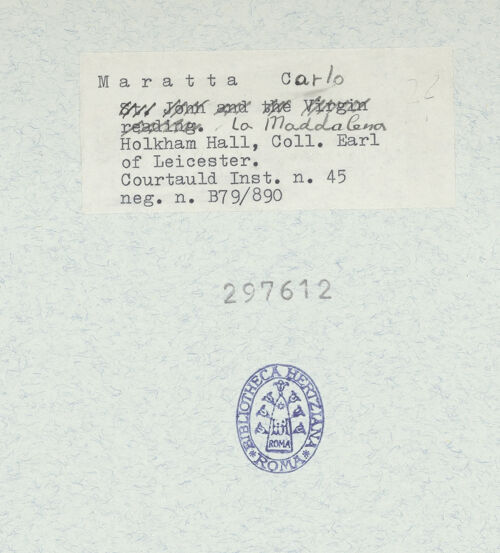 Maratta Carlo
22
St. John and the Virgin
reading. La Maddalena
Holkham Hall, Coll. Earl
of Leicester.
Courtauld Inst. n. 45
neg. n. B79/890
297612
BIBLIOTHECA HERTZIANA
ROMA
ROMA